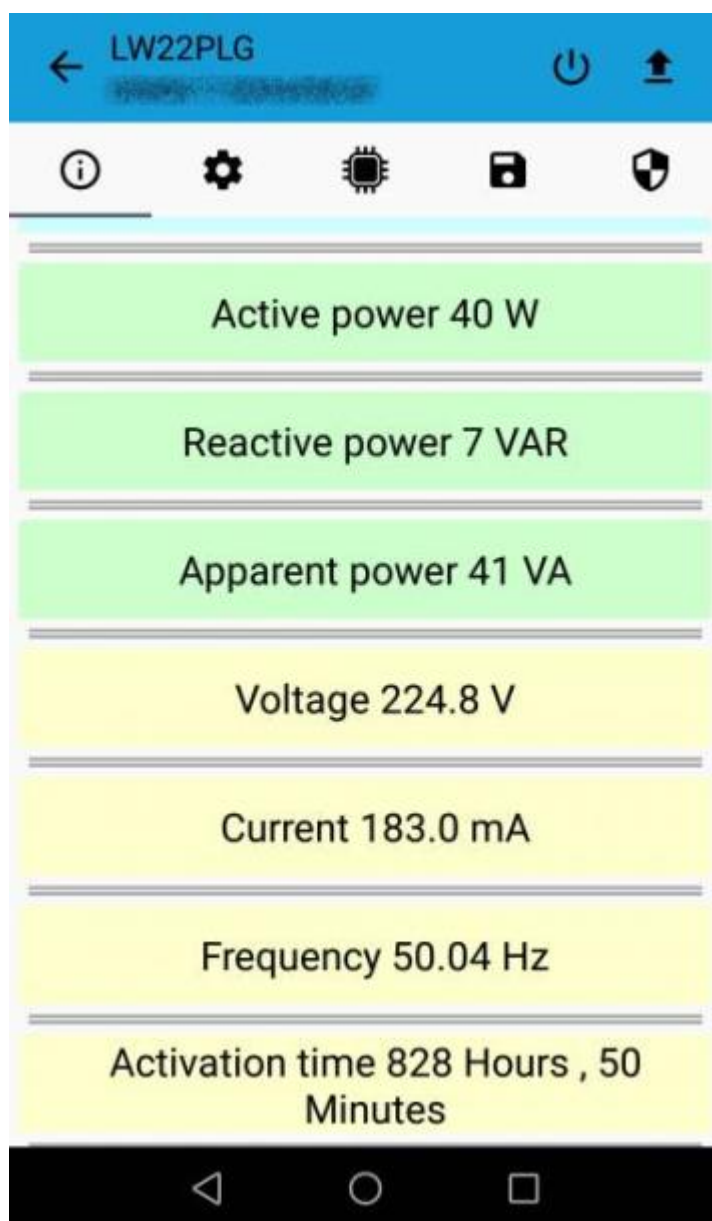 LW22PLG
Active power 40 W
Reactive power 7 VAR
Apparent power 41 VA
Voltage 224.8 V
Current 183.0 mA
Frequency 50.04 Hz
Activation time 828 Hours , 50
Minutes